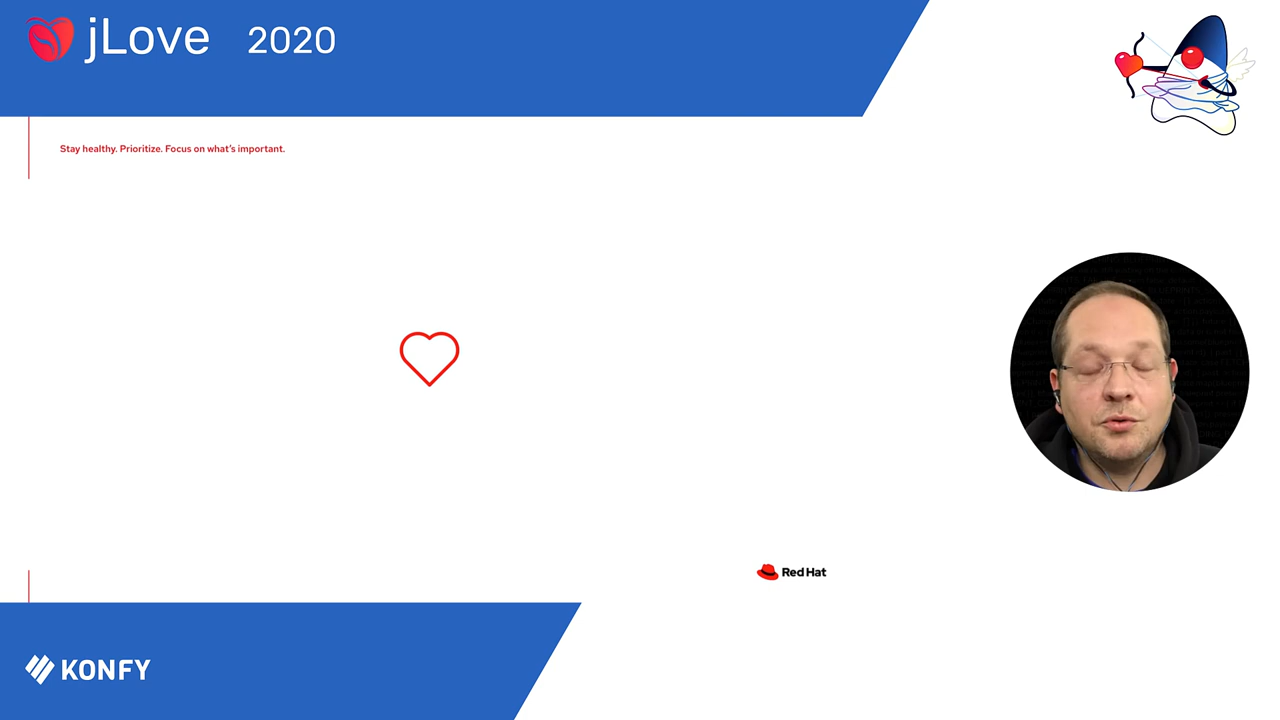 jLove 2020
Stay healthy. Prioritize. Focus on what's important.
Red Hat
KONFY